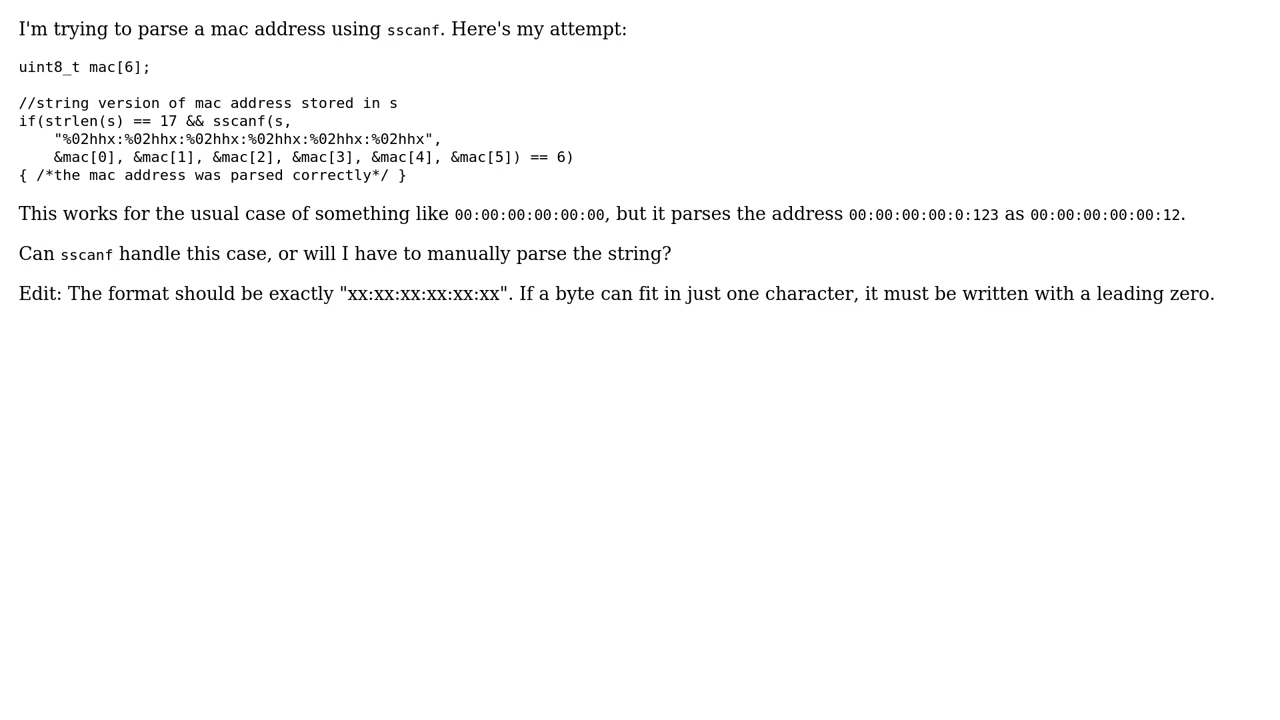 I'm trying to parse a mac address using sscanf. Here's my attempt:
uint8_t mac[6];
//string version of mac address stored in s
if(strlen(s) == 17 && sscanf(s,
    "%02hhx:%02hhx:%02hhx:%02hhx:%02hhx:%02hhx",
    &mac[0], &mac[1], &mac[2], &mac[3], &mac[4], &mac[5]) == 6)
{ /*the mac address was parsed correctly*/ }
This works for the usual case of something like 00:00:00:00:00:00, but it parses the address 00:00:00:00:0:123 as 00:00:00:00:00:12.
Can sscanf handle this case, or will I have to manually parse the string?
Edit: The format should be exactly "xx:xx:xx:xx:xx:xx". If a byte can fit in just one character, it must be written with a leading zero.